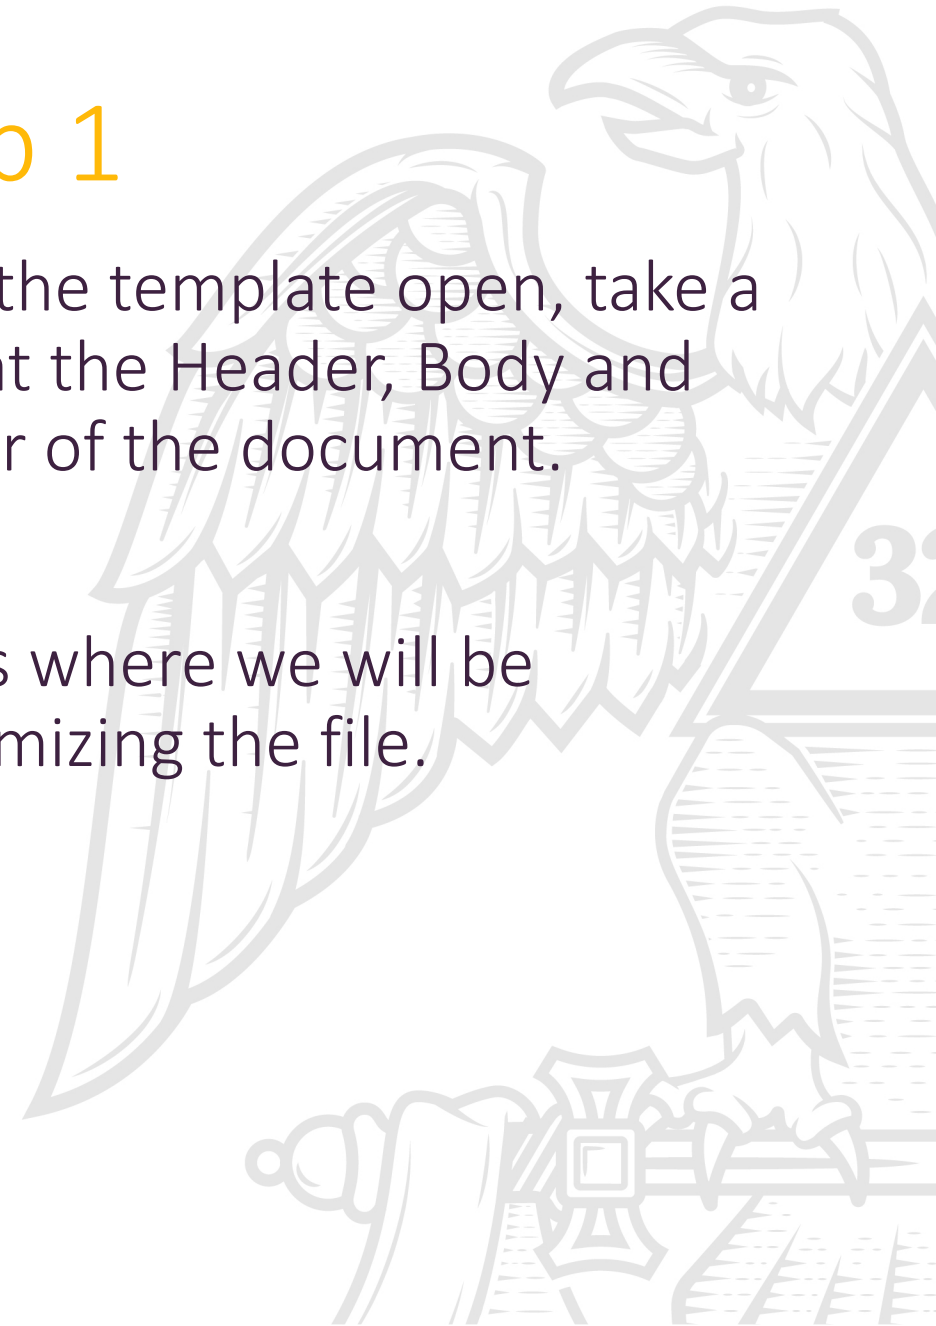 p 1
the template open, take a
at the Header, Body and
r of the document.
s where we will be
mizing the file.
32